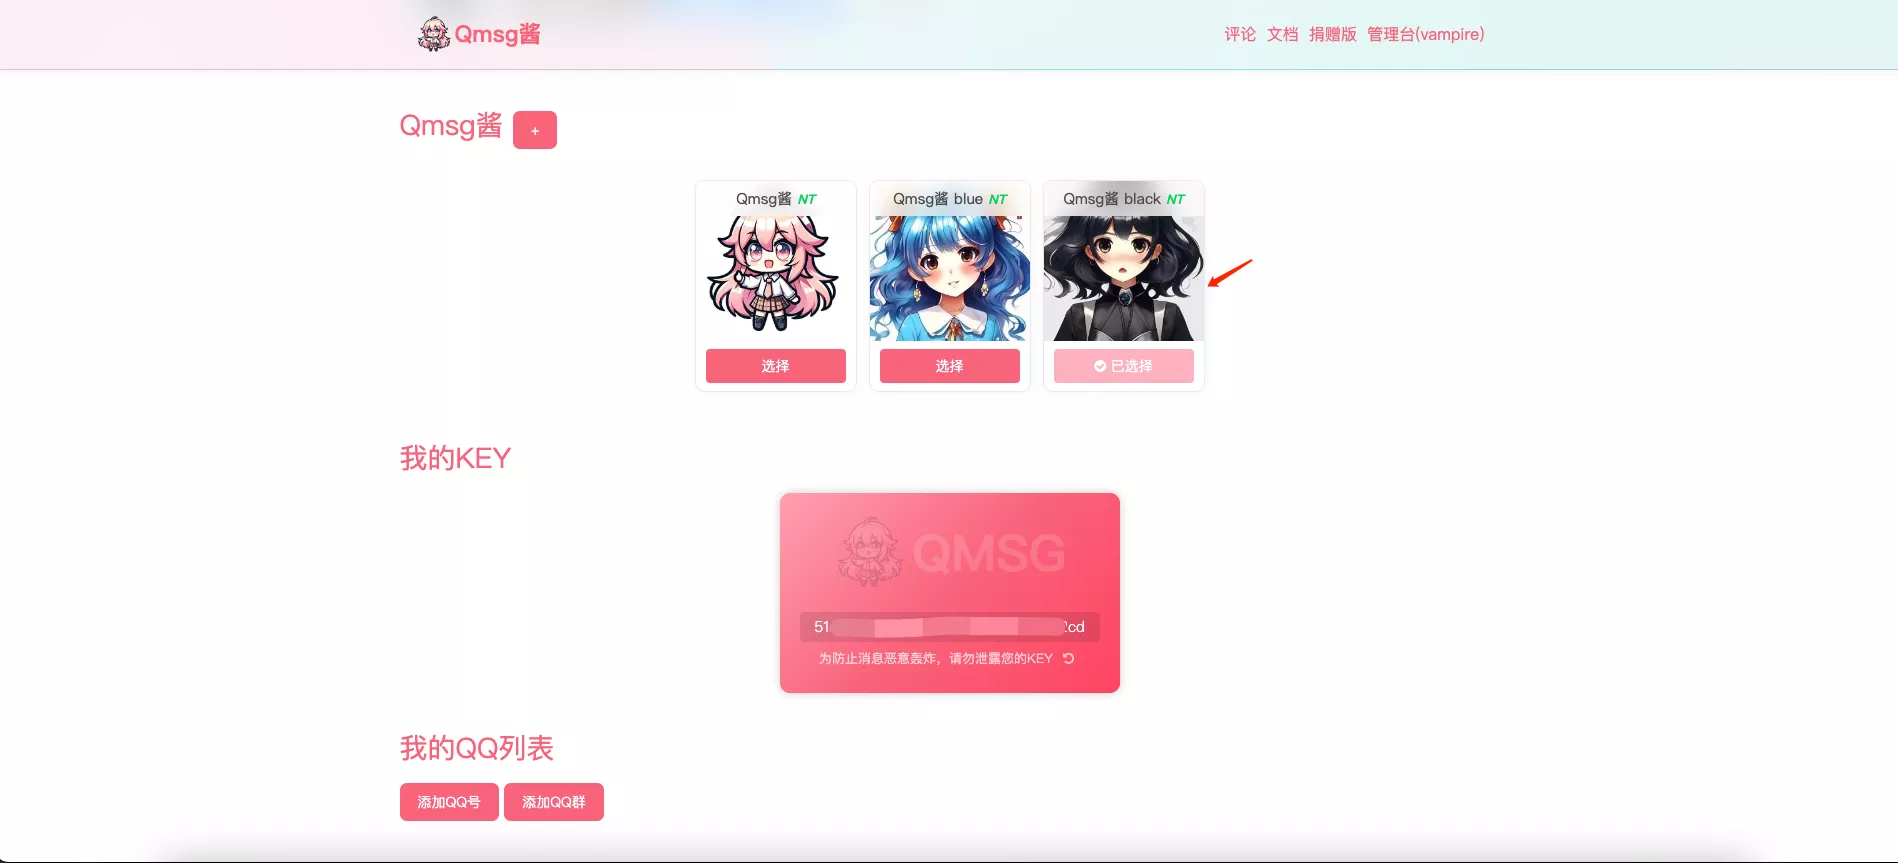 Qmsg酱
评论 文档 捐赠版 管理台(vampire)
Qmsg酱 +
Qmsg酱 NT
Qmsg酱 blue NT
Qmsg酱 black NT
选择
选择
已选择
我的KEY
QMSG
51
cd
为防止消息恶意轰炸，请勿泄露您的KEY
我的QQ列表
添加QQ号 添加QQ群